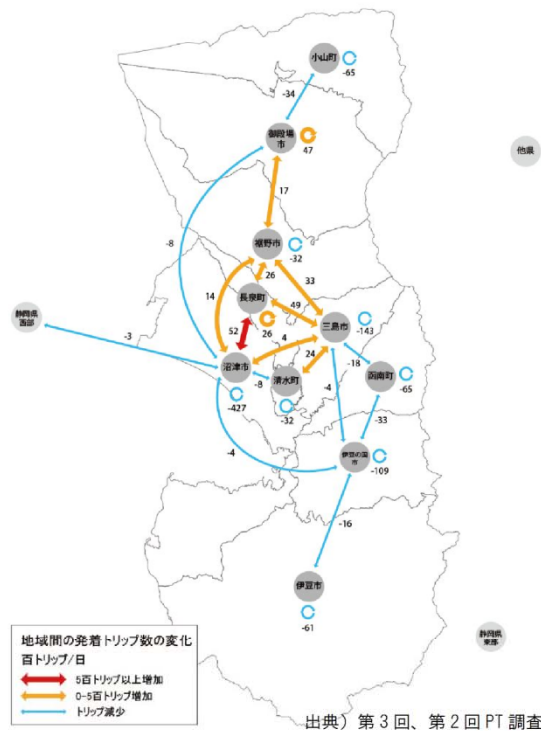 小山町
-65
-34
御殿場
市
47
他県
17
-8
裾野市
-32
26
33
14
長泉町
49
静岡県
西部
三島市
-143
52
26
4
-3
24
-18
沼津市
-8
清水町
-4
函南町
-65
-427
-32
-33
-4
伊豆の国
市
-109
-16
伊豆市
-61
静岡県
東部
地域間の発着トリップ数の変化
百トリップ/日
5百トリップ以上増加
0-5百トリップ増加
トリップ減少
出典）第3回、第2回PT調査